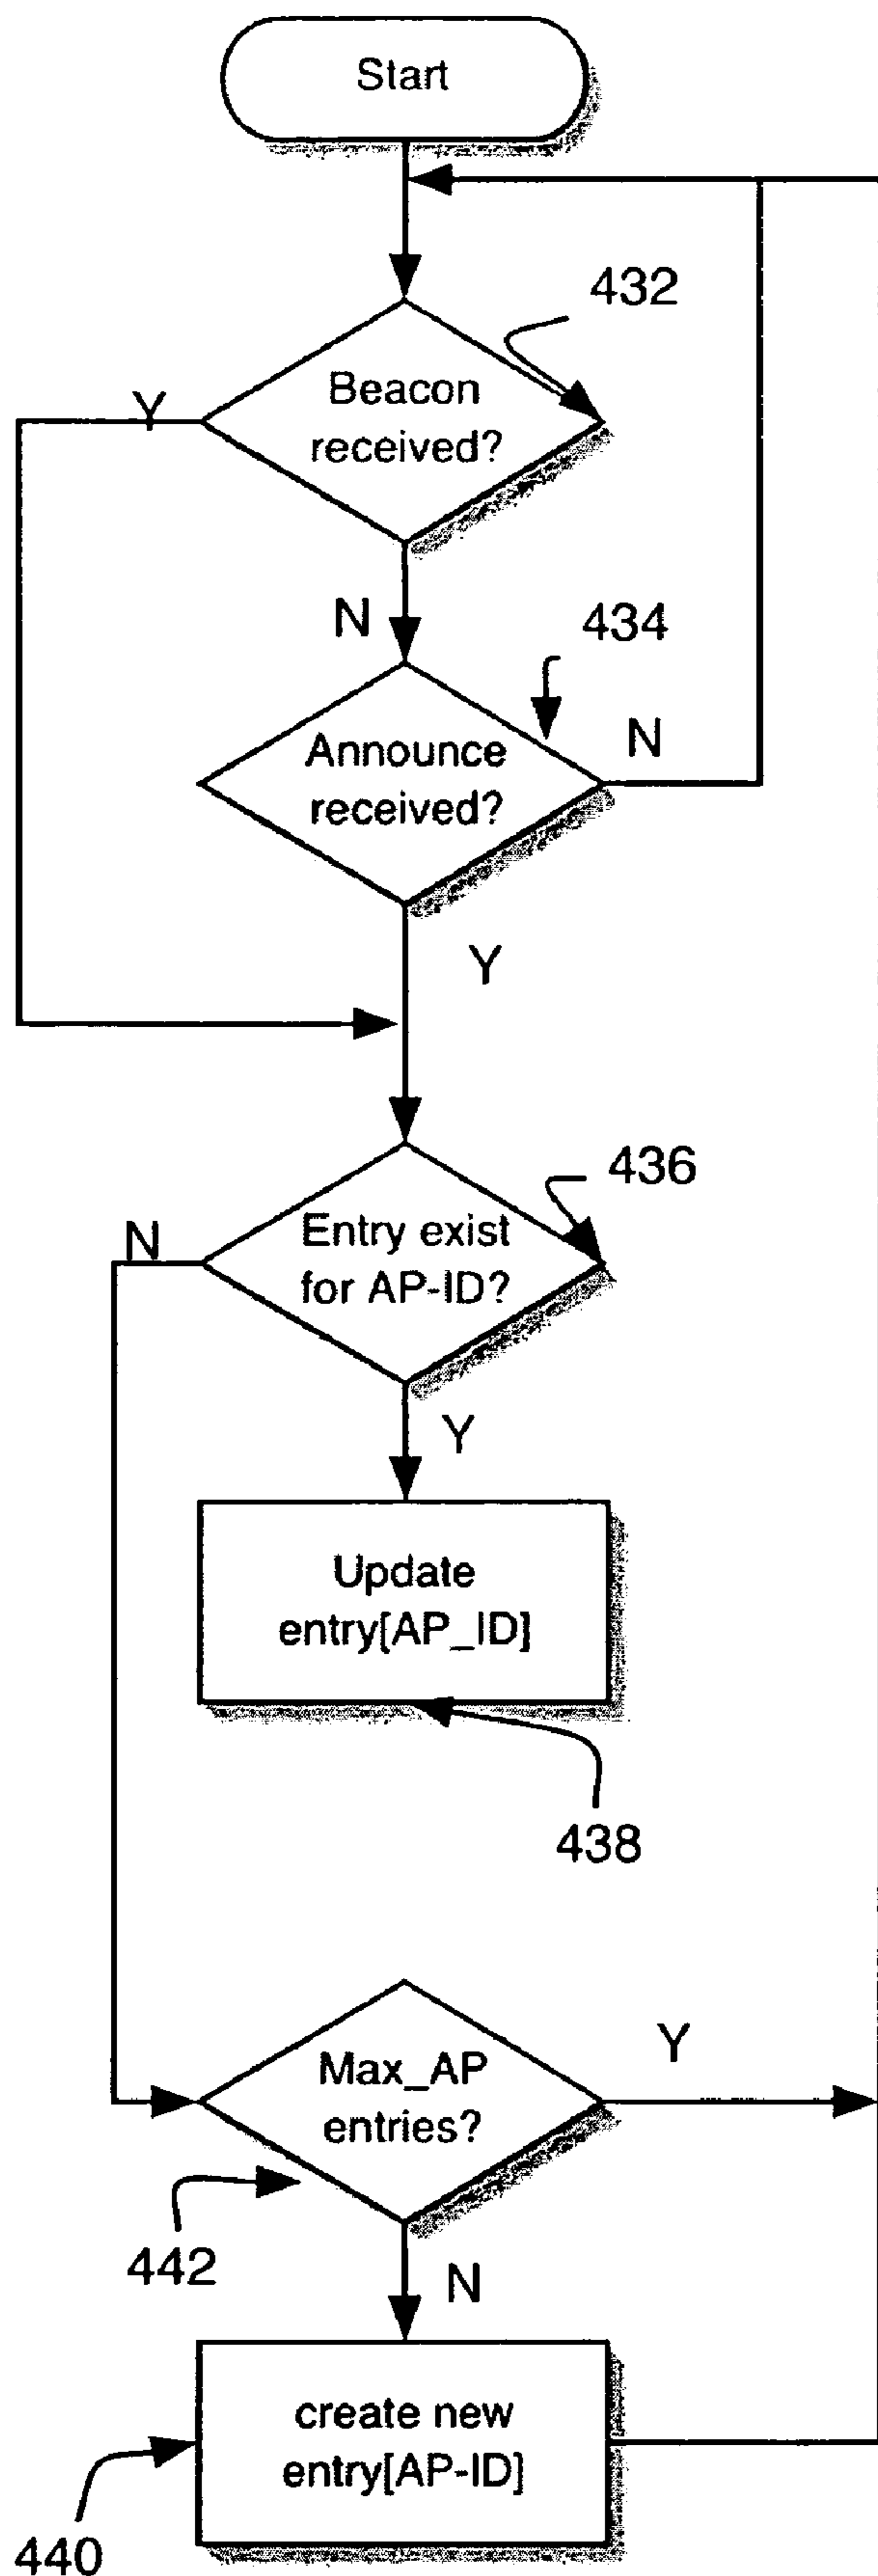 Start
432
Beacon
received?
Y
N
434
Announce
received?
N
Y
436
Entry exist
for AP-ID?
N
Y
Update
entry[AP_ID]
438
Max_AP
entries?
Y
442
N
create new
entry[AP-ID]
440